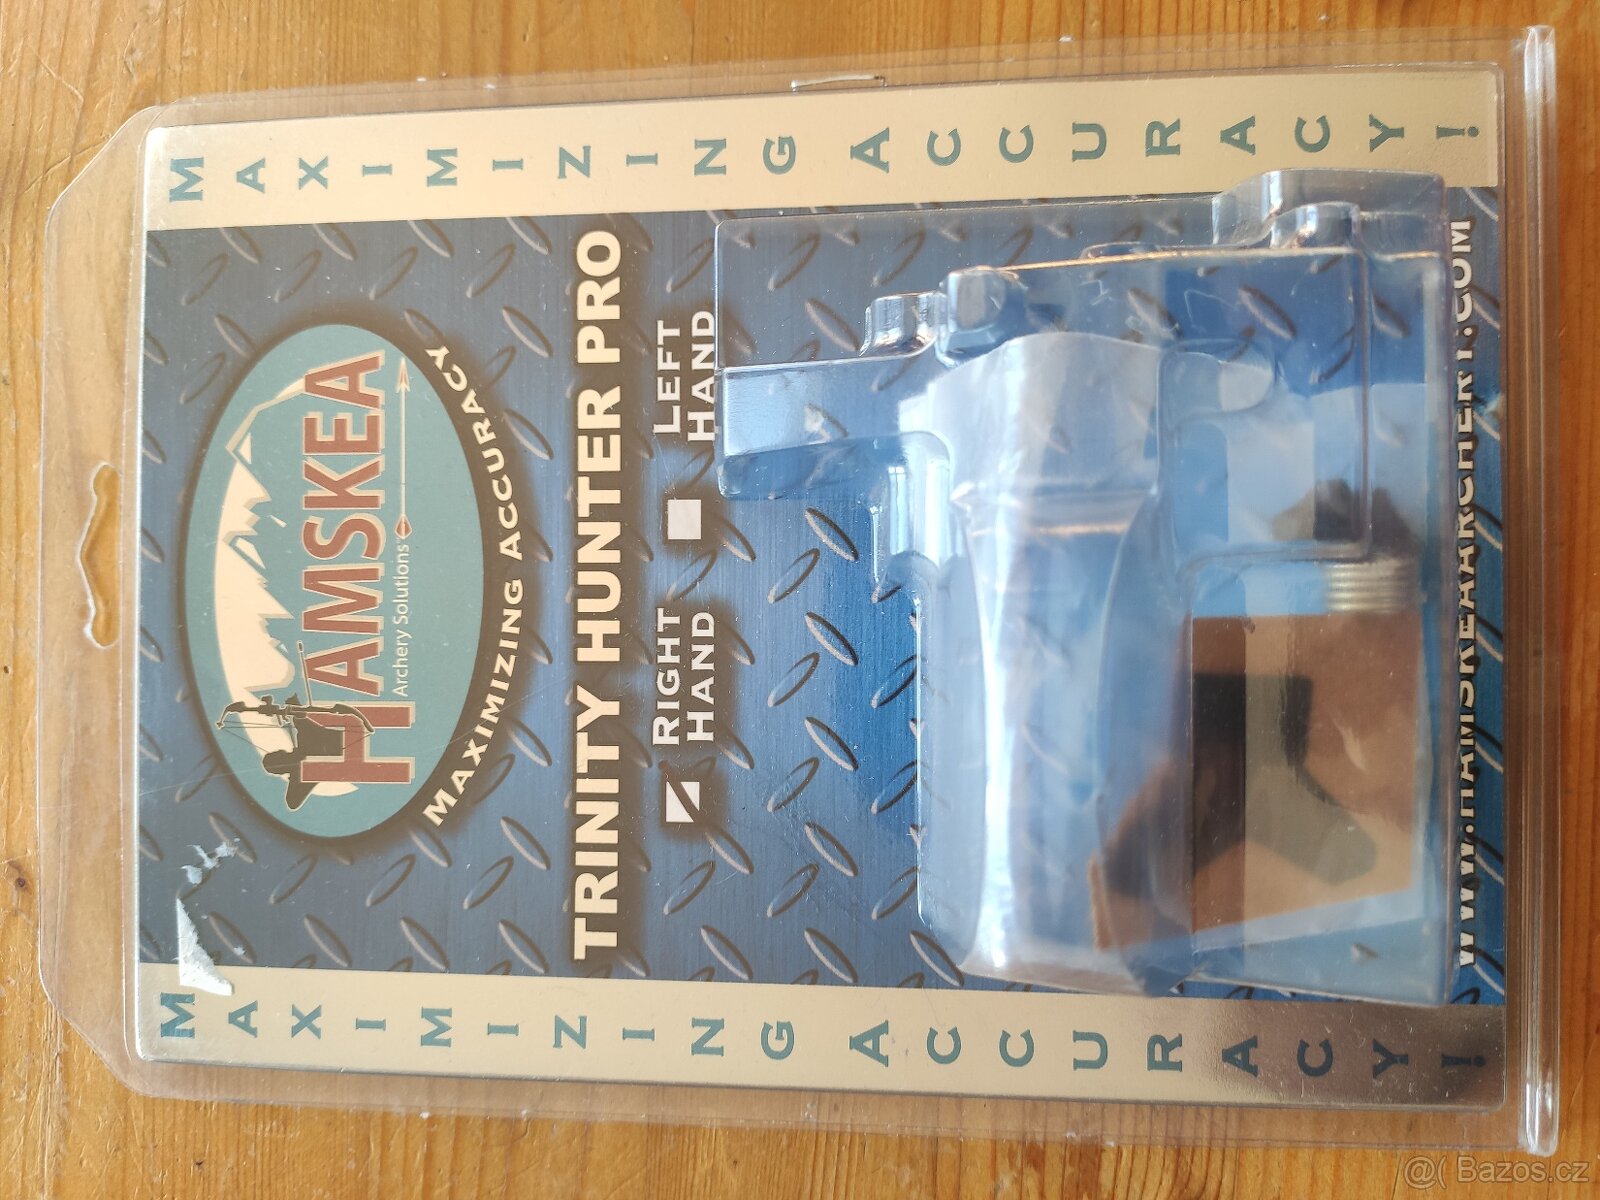 MAXIMIZING ACCURACY!
HAMSKEA
Archery Solutions
MAXIMIZING ACCURACY
TRINITY HUNTER PRO
RIGHT HAND
LEFT HAND
WWW.HAMSKEAARCHERY.COM
MAXIMIZING ACCURACY!
@( Bazos.cz